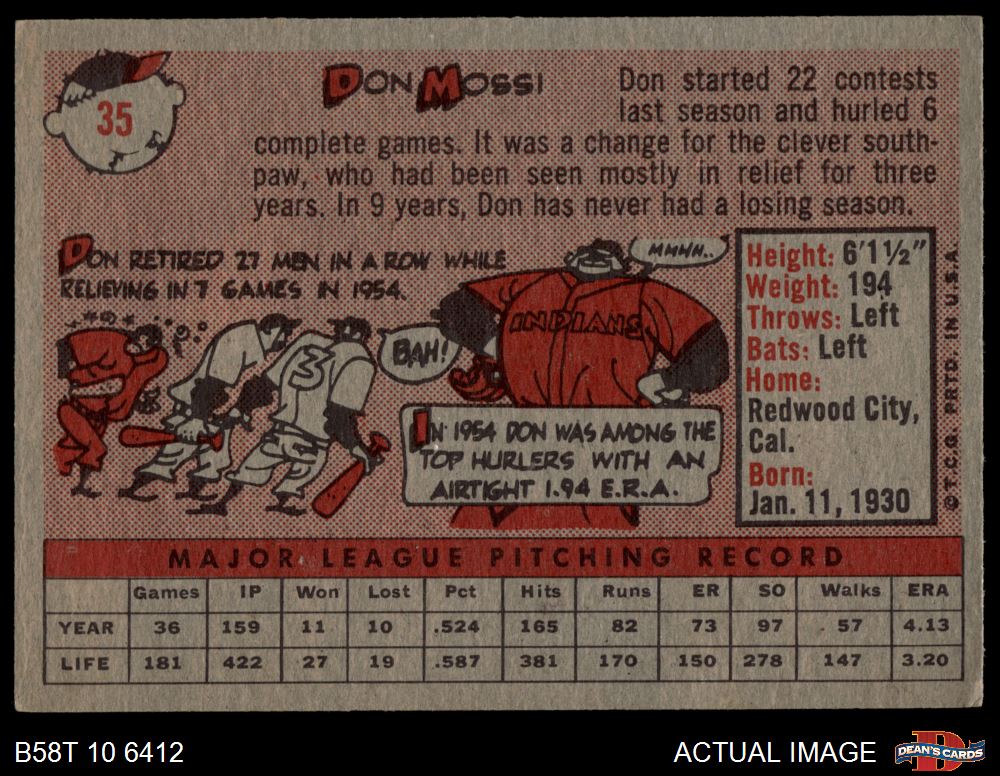 35
DON MOSSI
Don started 22 contests
last season and hurled 6
complete games. It was a change for the clever south-
paw, who had been seen mostly in relief for three
years. In 9 years, Don has never had a losing season.
DON RETIRED 27 MEN IN A ROW WHILE
RELIEVING IN 7 GAMES IN 1954.
3
BAH!
MMHH..
INDIANS
IN 1954 DON WAS AMONG THE
TOP HURLERS WITH AN
AIRTIGHT 1.94 E.R.A.
Height: 6'1½"
Weight: 194
Throws: Left
Bats: Left
Home:
Redwood City,
Cal.
Born:
Jan. 11, 1930
© T.C.G. PRTD. IN U.S.A.
MAJOR LEAGUE PITCHING RECORD
Games IP Won Lost Pct Hits Runs ER SO Walks ERA
YEAR 36 159 11 10 .524 165 82 73 97 57 4.13
LIFE 181 422 27 19 .587 381 170 150 278 147 3.20
B58T 10 6412
ACTUAL IMAGE
DEAN'S CARDS